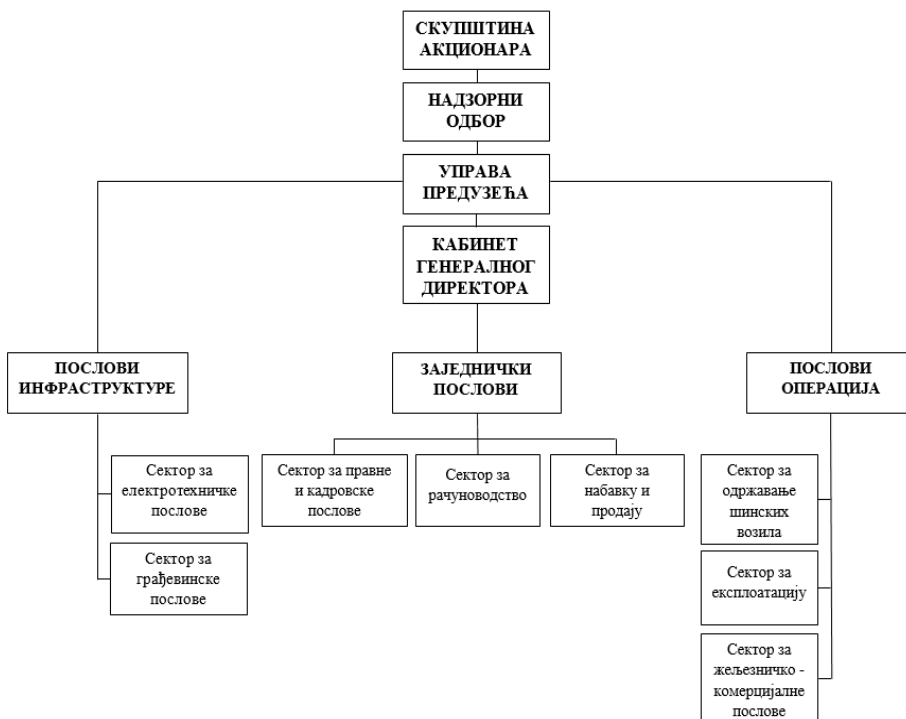 СКУПШТИНА
АКЦИОНАРА
НАДЗОРНИ
ОДБОР
УПРАВА
ПРЕДУЗЕЋА
КАБИНЕТ
ГЕНЕРАЛНОГ
ДИРЕКТОРА
ПОСЛОВИ
ИНФРАСТРУКТУРЕ
ЗАЈЕДНИЧКИ
ПОСЛОВИ
ПОСЛОВИ
ОПЕРАЦИЈА
Сектор за
електротехничке
послове
Сектор за
грађевинске
послове
Сектор за правне
и кадровске
послове
Сектор за
рачуноводство
Сектор за
набавку и
продају
Сектор за
одржавање
шинских
возила
Сектор за
експлоатацију
Сектор за
жељезничко -
комерцијалне
послове